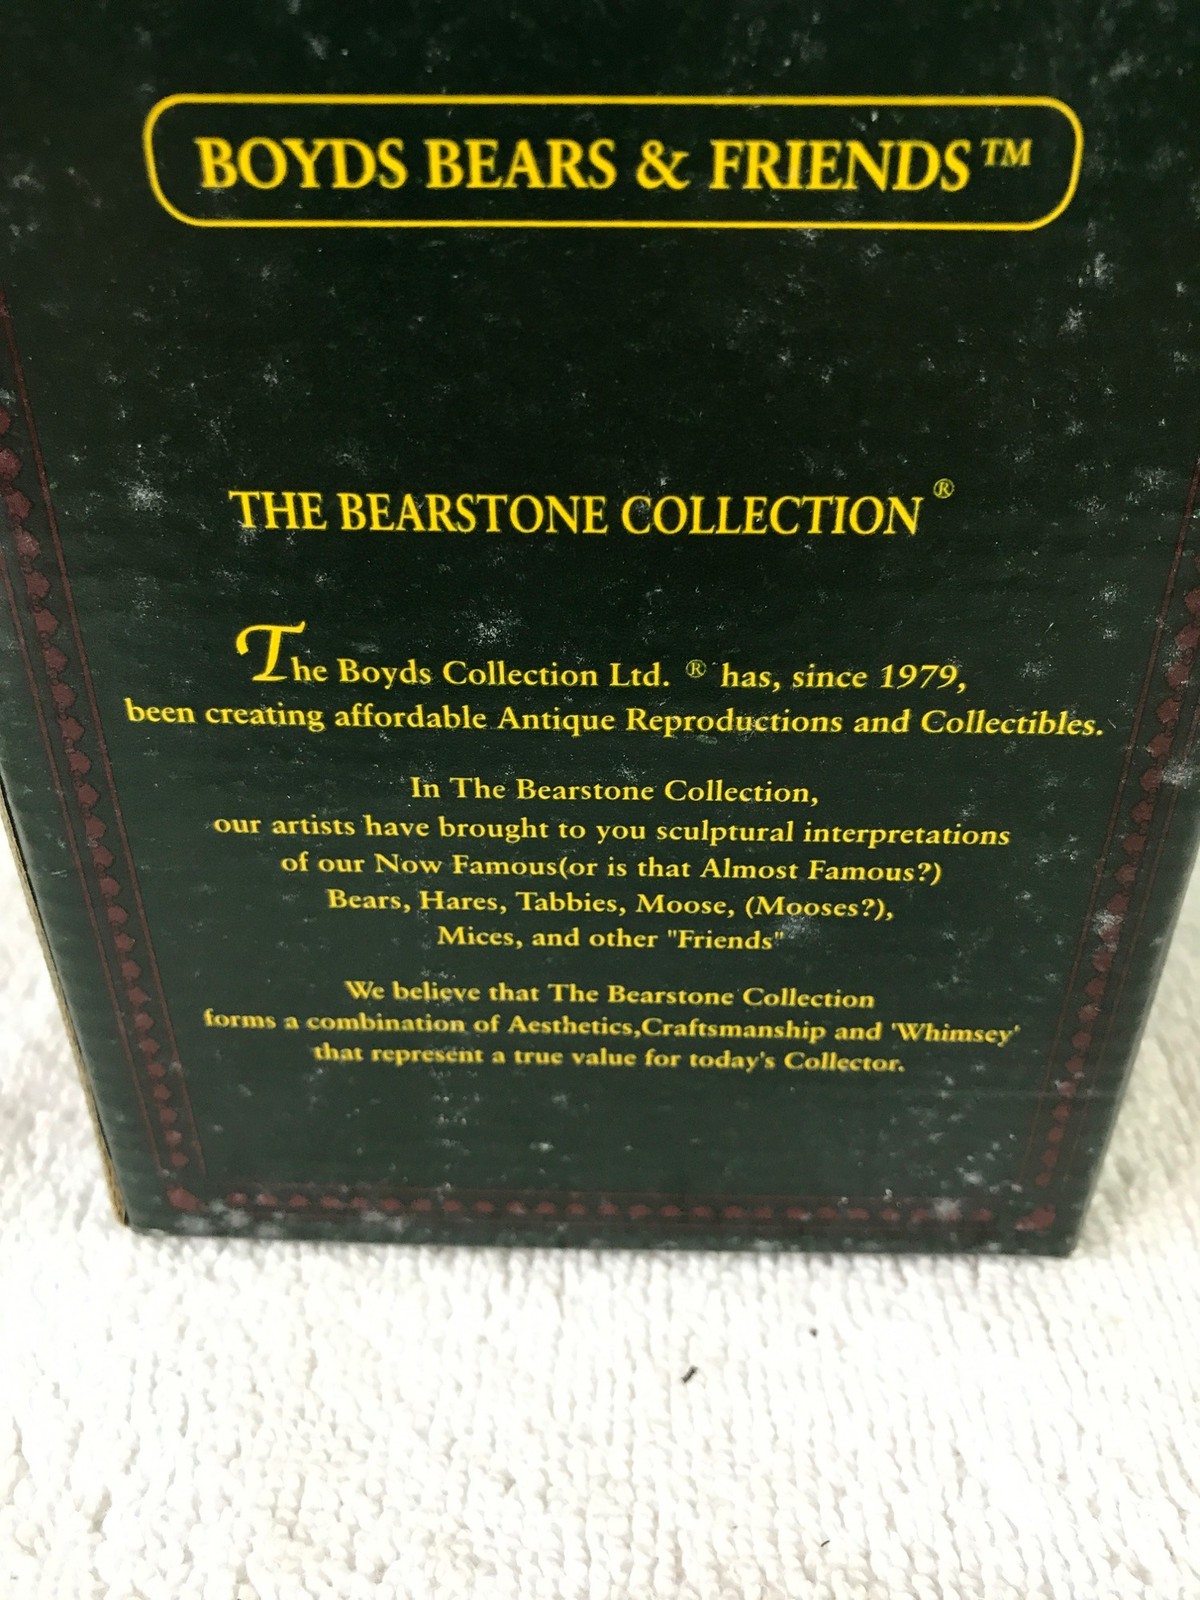 BOYDS BEARS & FRIENDS™
THE BEARSTONE COLLECTION®
The Boyds Collection Ltd. ® has, since 1979,
been creating affordable Antique Reproductions and Collectibles.
In The Bearstone Collection,
our artists have brought to you sculptural interpretations
of our Now Famous(or is that Almost Famous?)
Bears, Hares, Tabbies, Moose, (Mooses?),
Mices, and other "Friends"
We believe that The Bearstone Collection
forms a combination of Aesthetics,Craftsmanship and 'Whimsey'
that represent a true value for today's Collector.